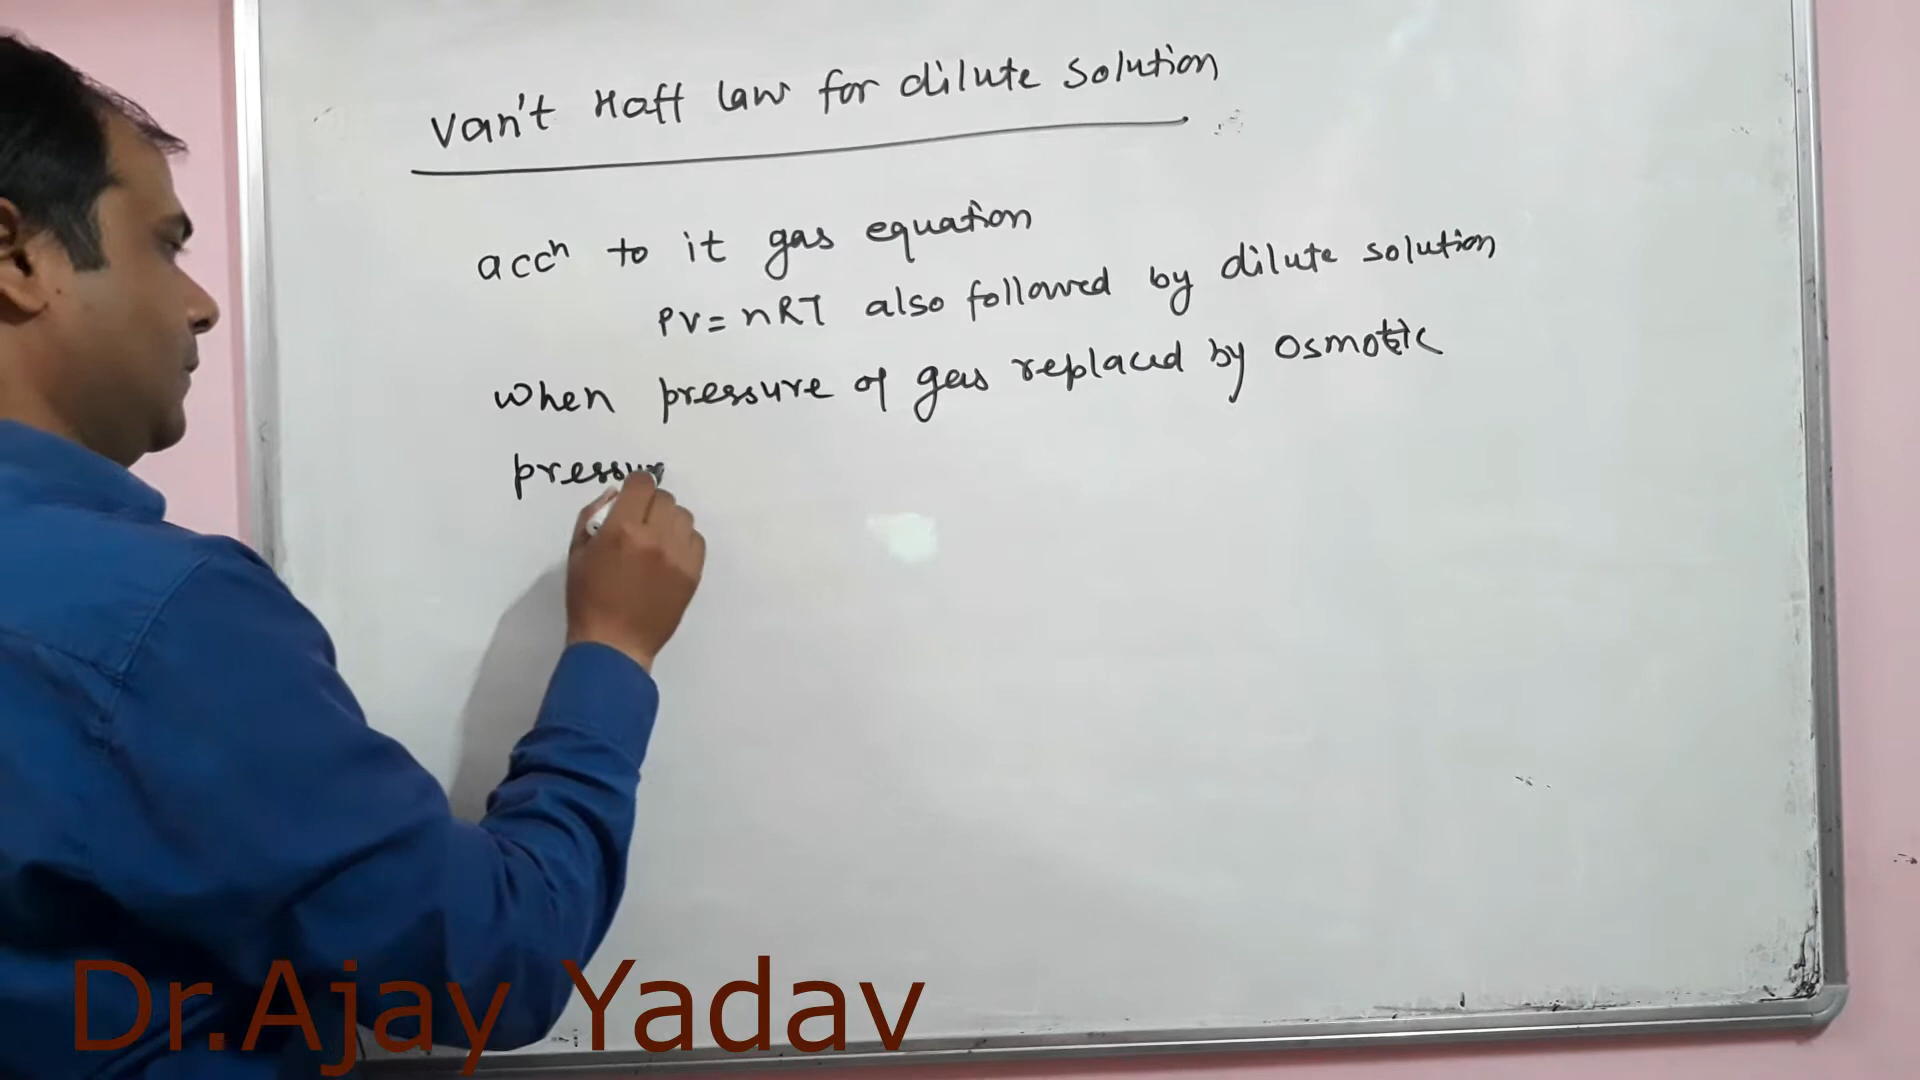 Van't Haff law for dilute solution
accn to it gas equation
PV = nRT also followed by dilute solution
when pressure of gas replaced by osmotic
pressur
Dr.Ajay Yadav